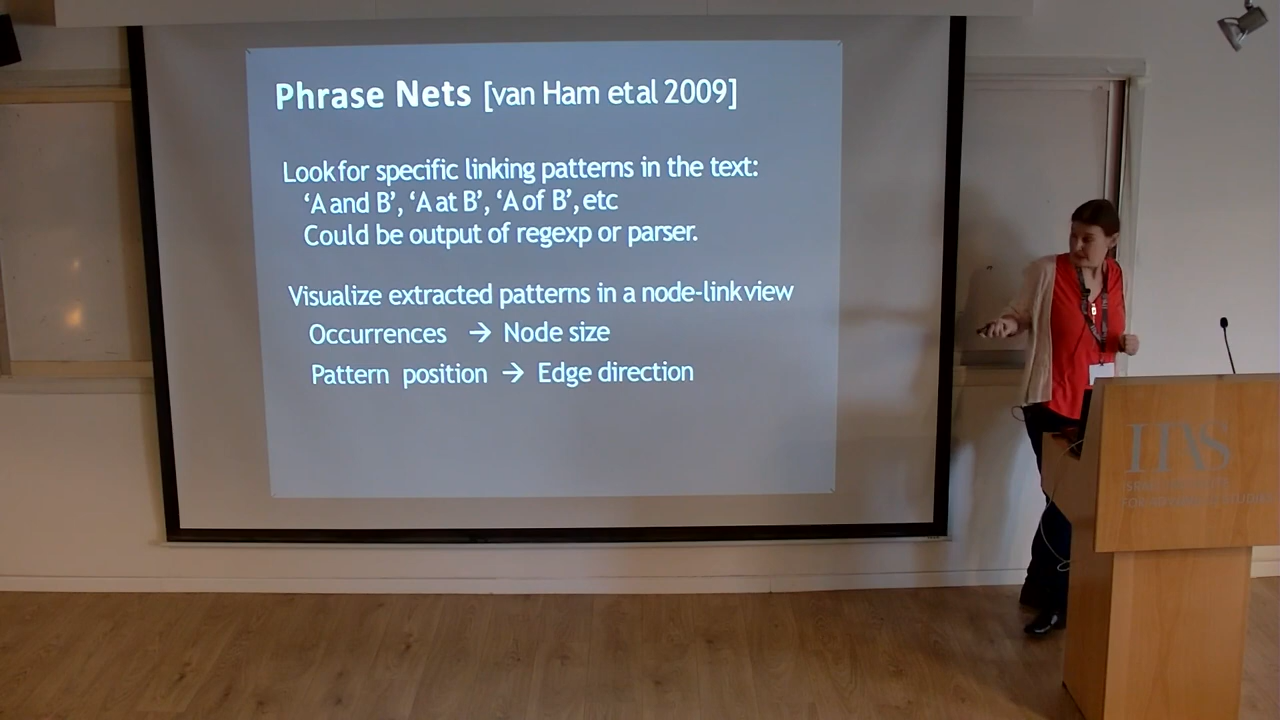 Phrase Nets [van Ham et al 2009]
Look for specific linking patterns in the text:
‘A and B’, ‘A at B’, ‘A of B’, etc
Could be output of regexp or parser.
Visualize extracted patterns in a node-link view
Occurrences → Node size
Pattern position → Edge direction
IIAS